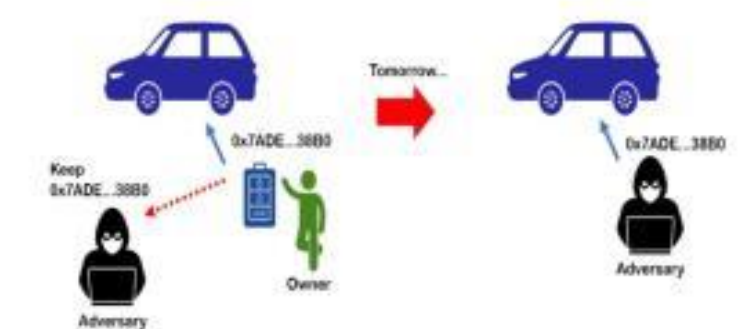 Tomorrow...
0x7ADE...38B0
0x7ADE...38B0
Keep
0x7ADE...38B0
Owner
Adversary
Adversary